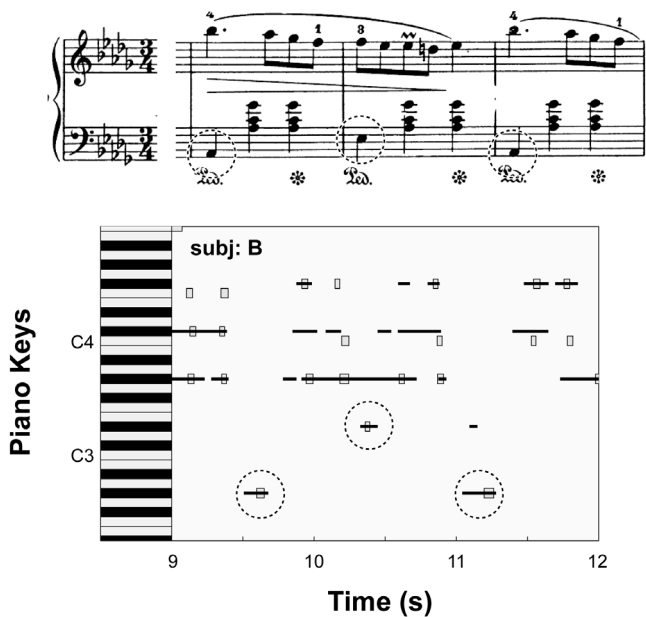 4 1 3 4 1
3
4
3
4
Ped. Ped. Ped.
subj: B
Piano Keys
C4
C3
9 10 11 12
Time (s)